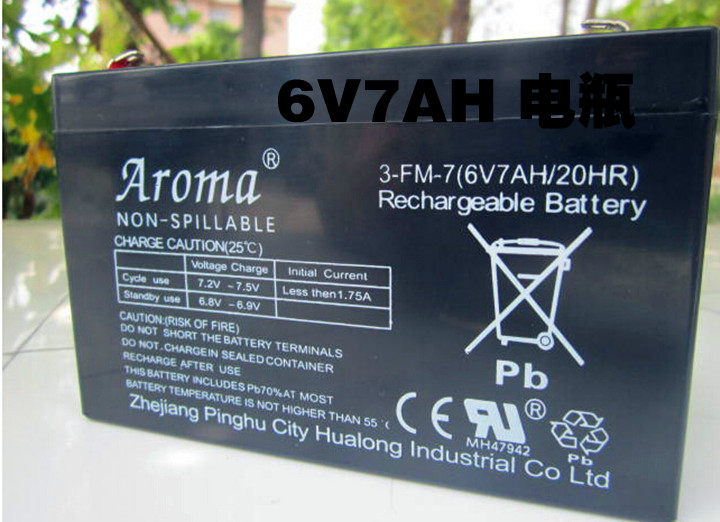 6V7AH 电瓶
Aroma®
NON-SPILLABLE
3-FM-7(6V7AH/20HR)
Rechargeable Battery
CHARGE CAUTION(25℃)
Voltage Charge Initial Current
Cycle use 7.2V ~7.5V Less then1.75A
Standby use 6.8V ~6.9V
CAUTION:(RISK OF FIRE)
DO NOT SHORT THE BATTERY TERMINALS
DO NOT.CHARGEIN SEALED CONTAINER
RECHARGE AFTER USE
THIS BATTERY INCLUDES Pb70%AT MOST
BATTERY TEMPERATURE IS NOT HIGHER THAN 55℃
Pb
CE
RU®
MH47942
Pb
Zhejiang Pinghu City Hualong Industrial Co Ltd